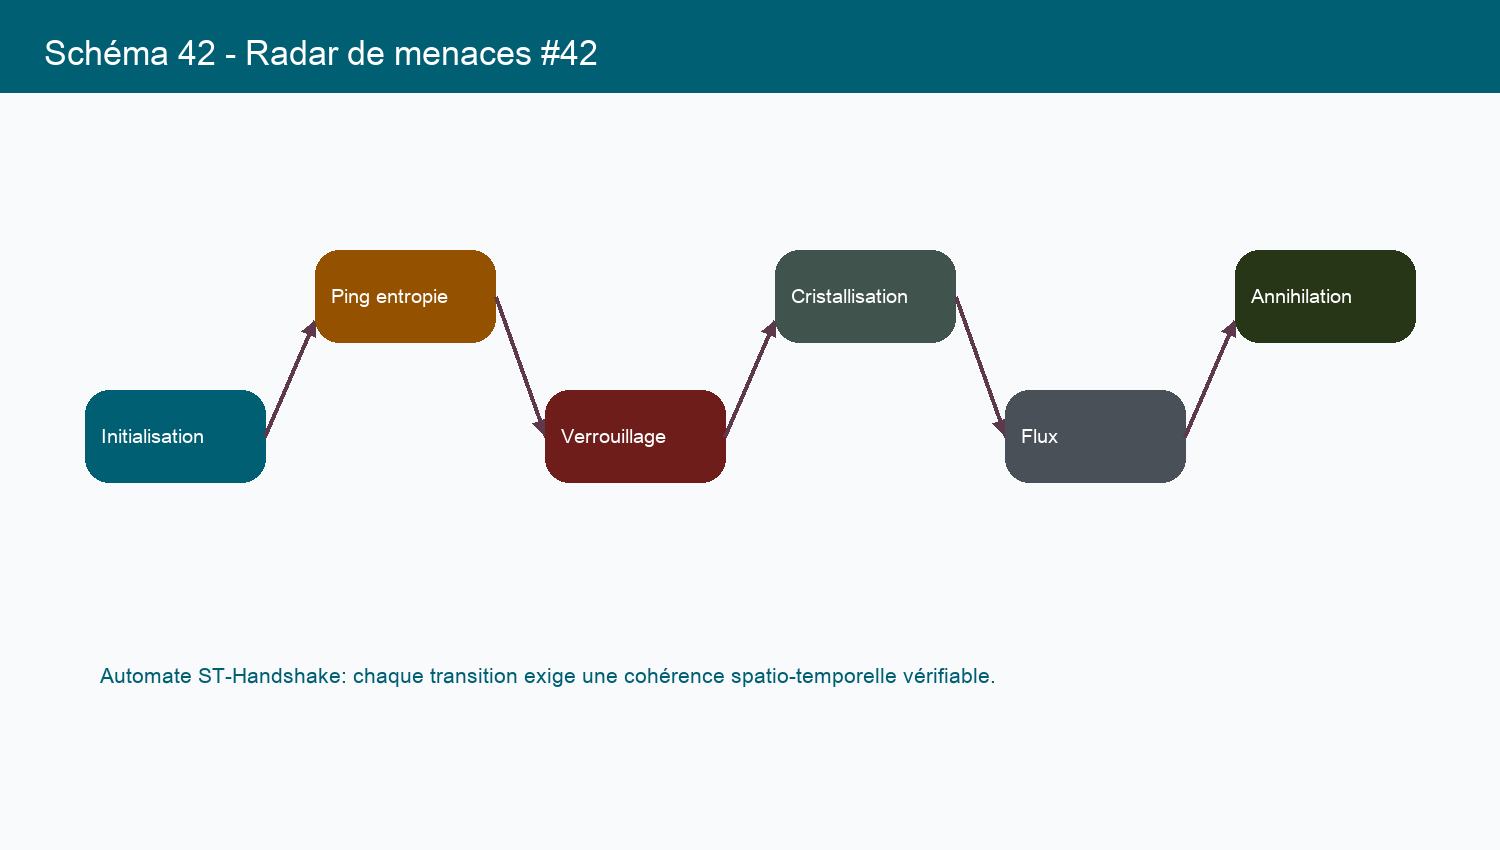 Schéma 42 - Radar de menaces #42
Ping entropie
Cristallisation
Annihilation
Initialisation
Verrouillage
Flux
Automate ST-Handshake: chaque transition exige une cohérence spatio-temporelle vérifiable.